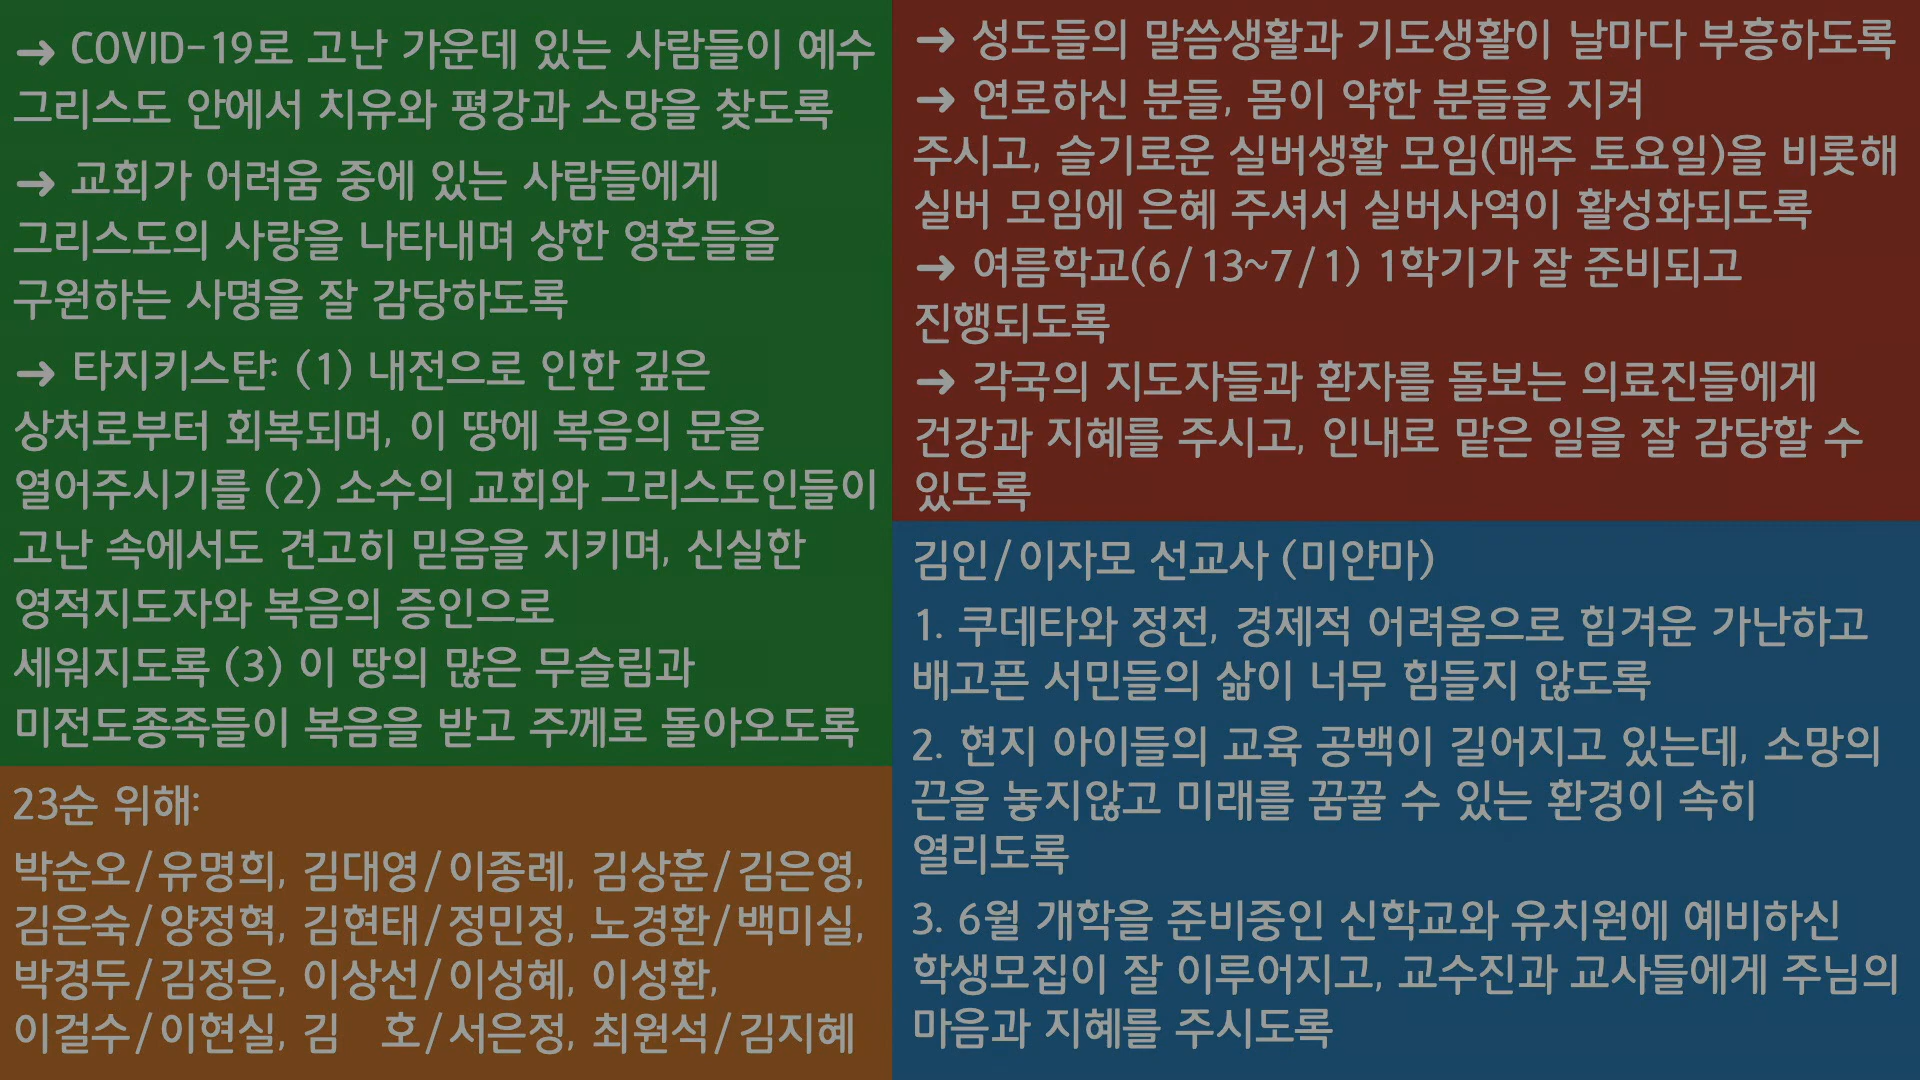 → COVID-19로 고난 가운데 있는 사람들이 예수
그리스도 안에서 치유와 평강과 소망을 찾도록
→ 교회가 어려움 중에 있는 사람들에게
그리스도의 사랑을 나타내며 상한 영혼들을
구원하는 사명을 잘 감당하도록
→ 타지키스탄: (1) 내전으로 인한 깊은
상처로부터 회복되며, 이 땅에 복음의 문을
열어주시기를 (2) 소수의 교회와 그리스도인들이
고난 속에서도 견고히 믿음을 지키며, 신실한
영적지도자와 복음의 증인으로
세워지도록 (3) 이 땅의 많은 무슬림과
미전도종족들이 복음을 받고 주께로 돌아오도록
23순 위해:
박순오/유명희, 김대영/이종례, 김상훈/김은영,
김은숙/양정혁, 김현태/정민정, 노경환/백미실,
박경두/김정은, 이상선/이성혜, 이성환,
이걸수/이현실, 김 호/서은정, 최원석/김지혜
→ 성도들의 말씀생활과 기도생활이 날마다 부흥하도록
→ 연로하신 분들, 몸이 약한 분들을 지켜
주시고, 슬기로운 실버생활 모임(매주 토요일)을 비롯해
실버 모임에 은혜 주셔서 실버사역이 활성화되도록
→ 여름학교(6/13~7/1) 1학기가 잘 준비되고
진행되도록
→ 각국의 지도자들과 환자를 돌보는 의료진들에게
건강과 지혜를 주시고, 인내로 맡은 일을 잘 감당할 수
있도록
김인/이자모 선교사 (미얀마)
1. 쿠데타와 정전, 경제적 어려움으로 힘겨운 가난하고
배고픈 서민들의 삶이 너무 힘들지 않도록
2. 현지 아이들의 교육 공백이 길어지고 있는데, 소망의
끈을 놓지않고 미래를 꿈꿀 수 있는 환경이 속히
열리도록
3. 6월 개학을 준비중인 신학교와 유치원에 예비하신
학생모집이 잘 이루어지고, 교수진과 교사들에게 주님의
마음과 지혜를 주시도록